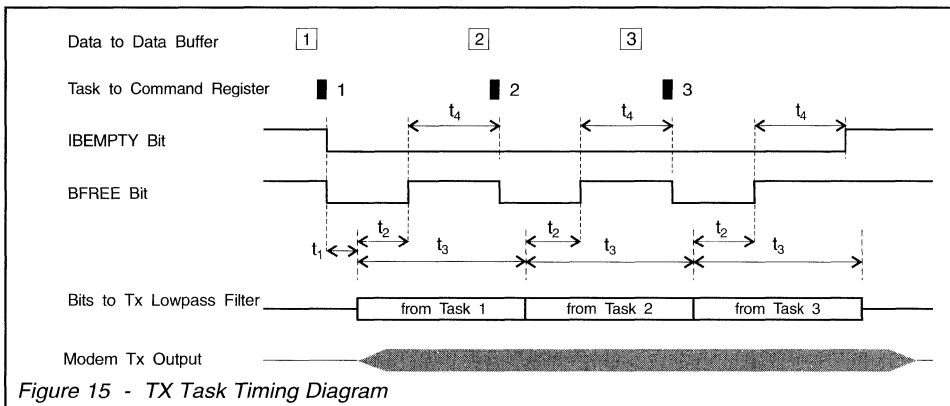 Data to Data Buffer 1 2 3
Task to Command Register 1 2 3
t4 t4 t4
IBEMPTY Bit
BFREE Bit
t2 t2 t2
t1 t3 t3 t3
Bits to Tx Lowpass Filter from Task 1 from Task 2 from Task 3
Modem Tx Output
Figure 15 - TX Task Timing Diagram